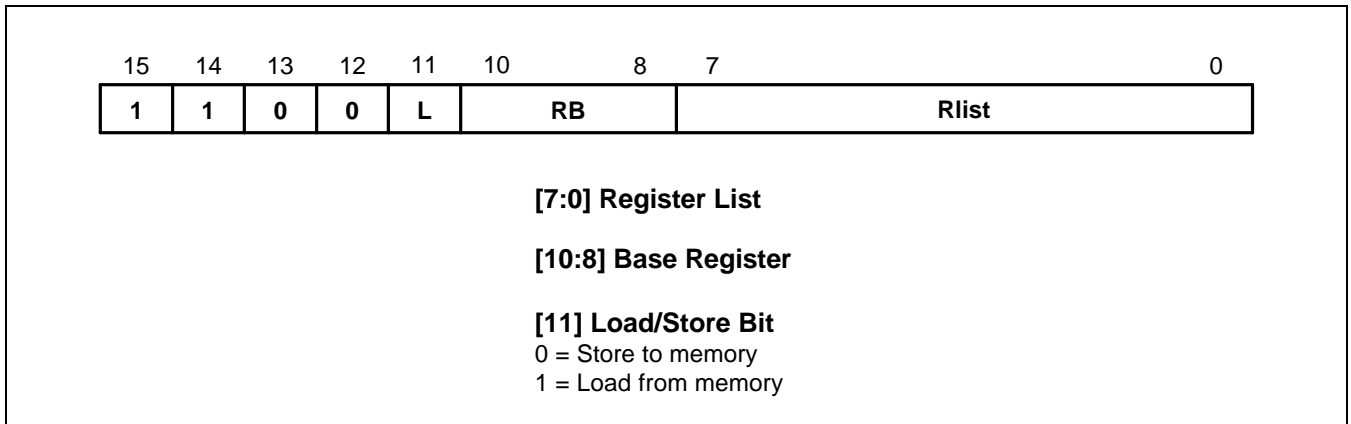 15 14 13 12 11 10 8 7 0
1 1 0 0 L RB Rlist
[7:0] Register List
[10:8] Base Register
[11] Load/Store Bit
0 = Store to memory
1 = Load from memory